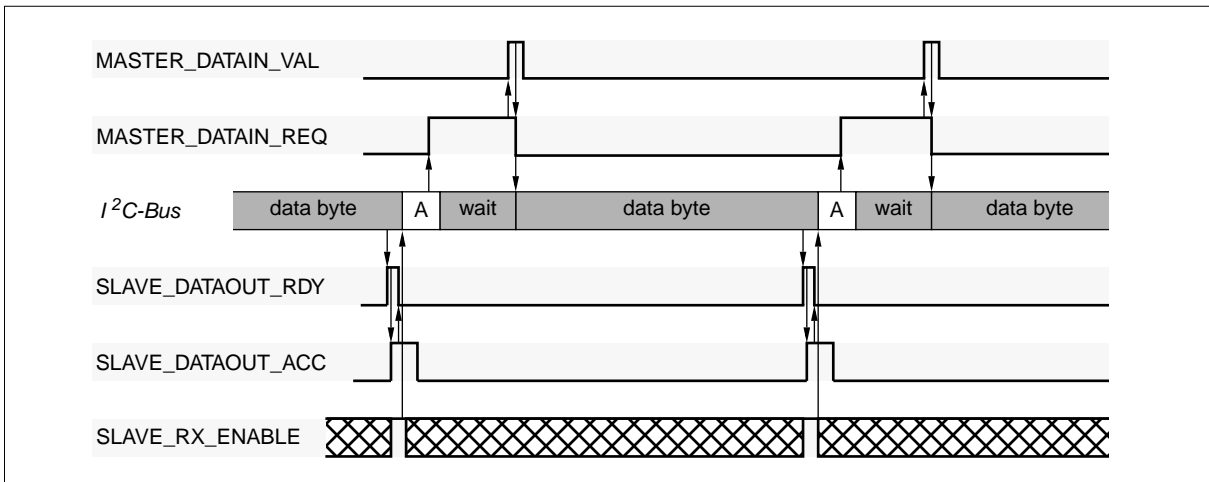 MASTER_DATAIN_VAL
MASTER_DATAIN_REQ
I²C-Bus data byte A wait data byte A wait data byte
SLAVE_DATAOUT_RDY
SLAVE_DATAOUT_ACC
SLAVE_RX_ENABLE